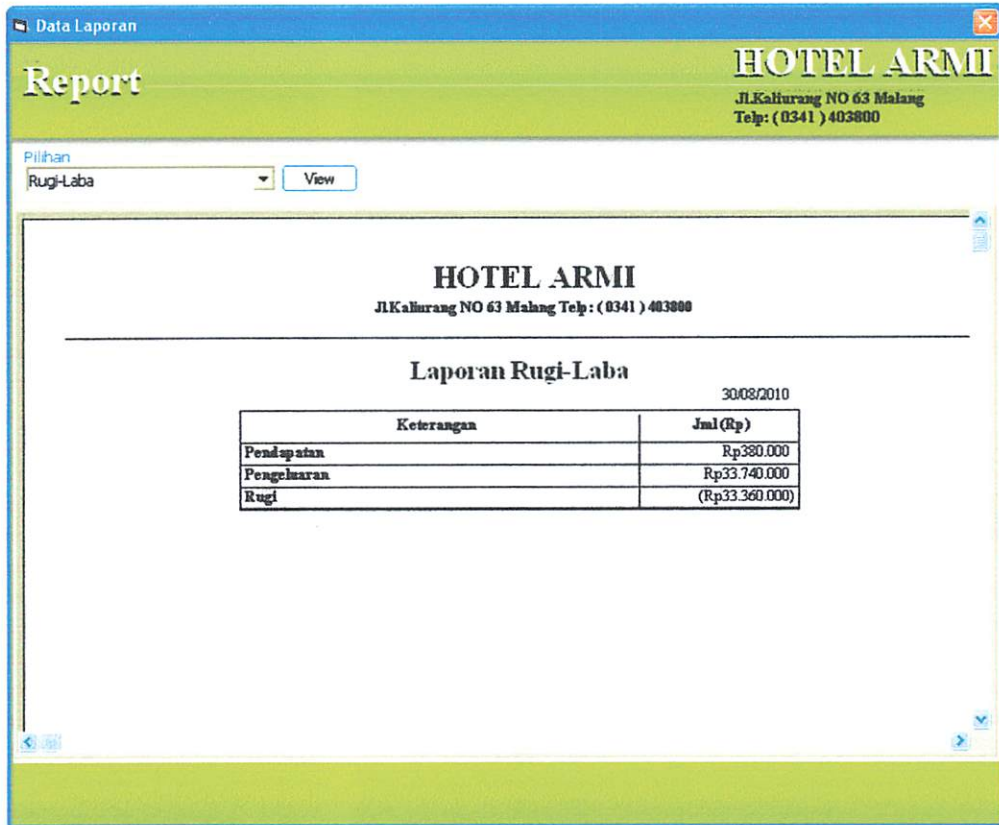 Data Laporan
Report
HOTEL ARMI
Jl.Kaliurang NO 63 Malang
Telp: ( 0341 ) 403800
Pilihan
Rugi-Laba
View
HOTEL ARMI
Jl.Kaliurang NO 63 Malang Telp : ( 0341 ) 403800
Laporan Rugi-Laba
30/08/2010
Keterangan Jml (Rp)
Pendapatan Rp380.000
Pengeluaran Rp33.740.000
Rugi (Rp33.360.000)